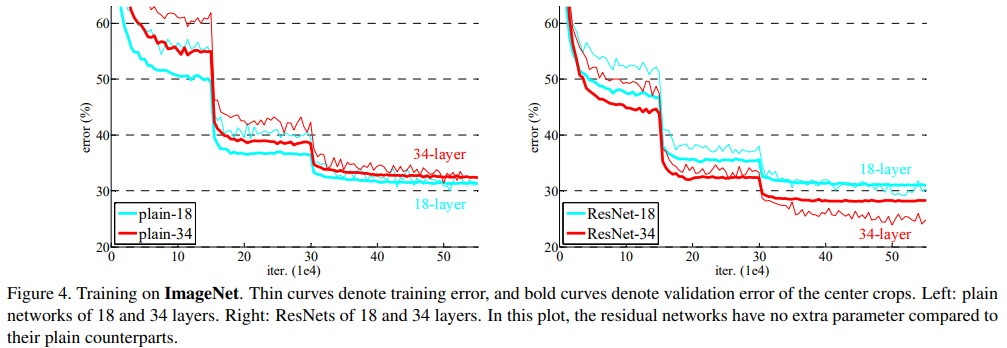 60
50
40
30
20
error (%)
0
10
20
30
40
50
iter. (1e4)
34-layer
18-layer
plain-18
plain-34
60
50
40
30
20
error (%)
0
10
20
30
40
50
iter. (1e4)
18-layer
34-layer
ResNet-18
ResNet-34
Figure 4. Training on ImageNet. Thin curves denote training error, and bold curves denote validation error of the center crops. Left: plain
networks of 18 and 34 layers. Right: ResNets of 18 and 34 layers. In this plot, the residual networks have no extra parameter compared to
their plain counterparts.